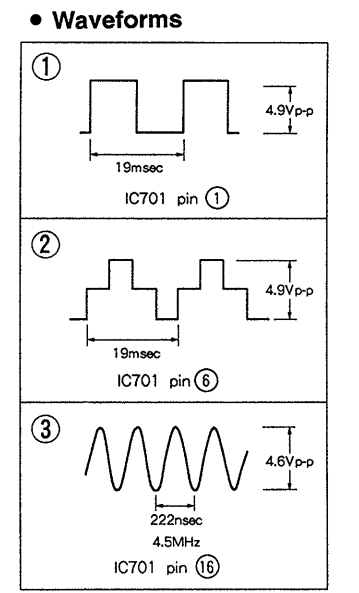 ● Waveforms
①
4.9Vp-p
19msec
IC701 pin ①
②
4.9Vp-p
19msec
IC701 pin ⑥
③
4.6Vp-p
222nsec
4.5MHz
IC701 pin ⑯